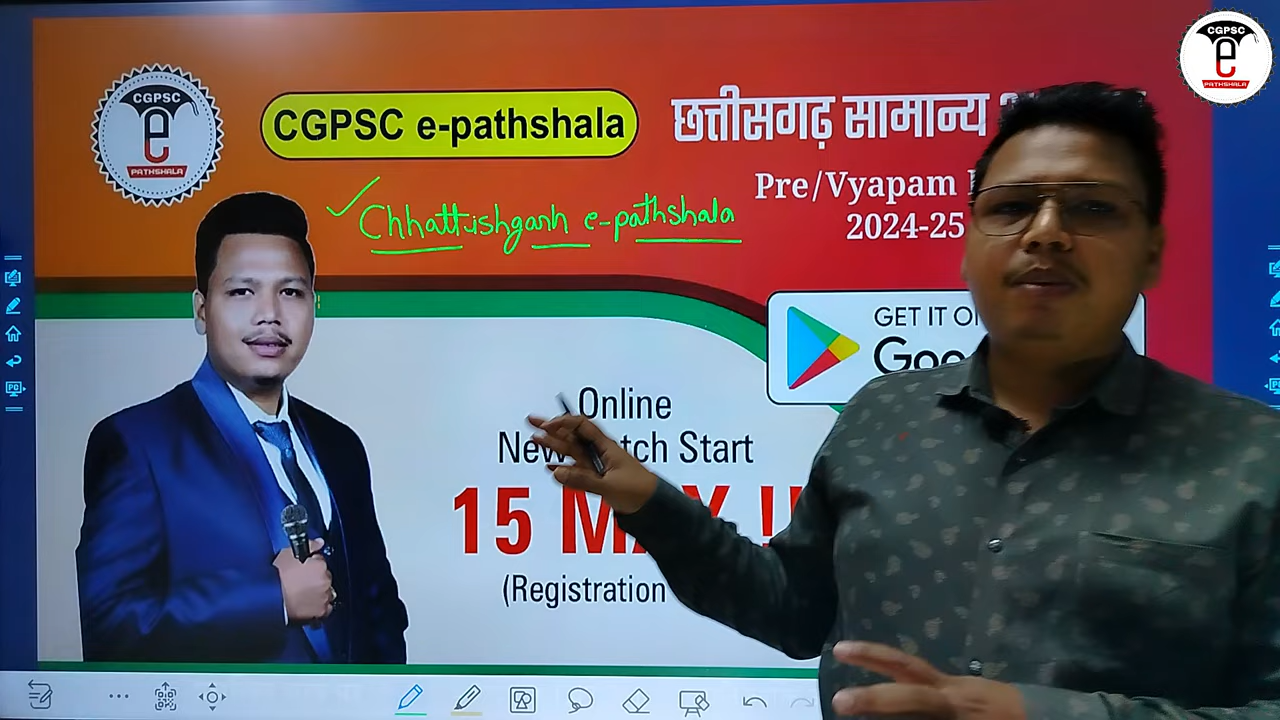 CGPSC
e
PATHSHALA
CGPSC e-pathshala
छत्तीसगढ़ सामान्य
CGPSC
e
PATHSHALA
Pre/Vyapam
2024-25
Chhattishgarh e-pathshala
GET IT
Online
Start
15
(Registration